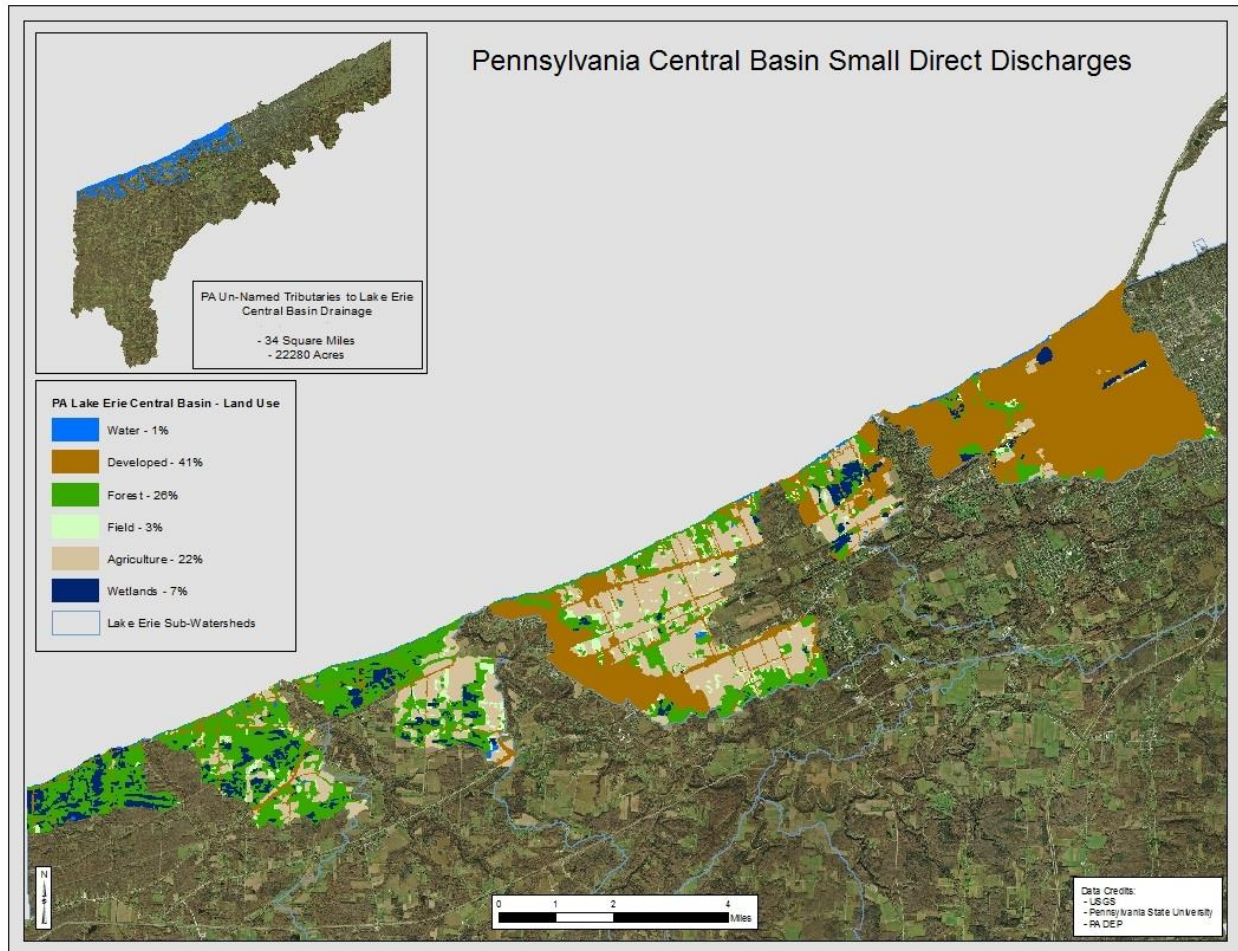 Pennsylvania Central Basin Small Direct Discharges
PA Un-Named Tributaries to Lake Erie
Central Basin Drainage
- 34 Square Miles
- 22280 Acres
PA Lake Erie Central Basin - Land Use
Water - 1%
Developed - 41%
Forest - 26%
Field - 3%
Agriculture - 22%
Wetlands - 7%
Lake Erie Sub-Watersheds
N
0 1 2 4
Miles
Data Credits:
- USGS
- Pennsylvania State University
- PA DEP